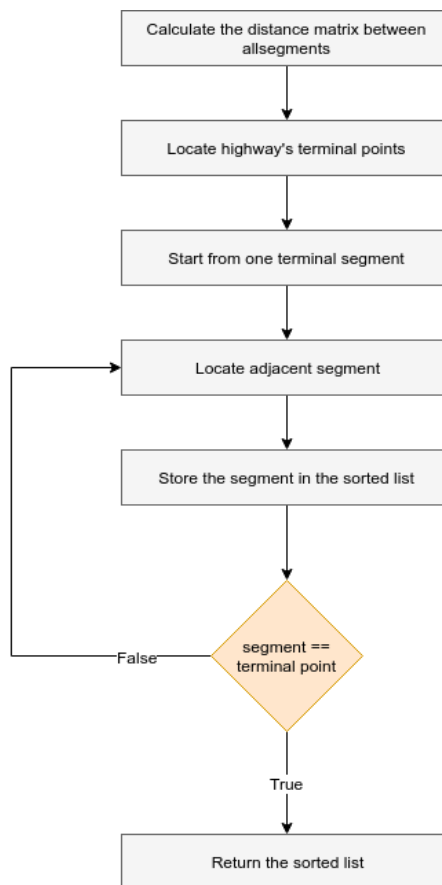 Calculate the distance matrix between
allsegments
Locate highway's terminal points
Start from one terminal segment
Locate adjacent segment
Store the segment in the sorted list
segment ==
terminal point
False
True
Return the sorted list